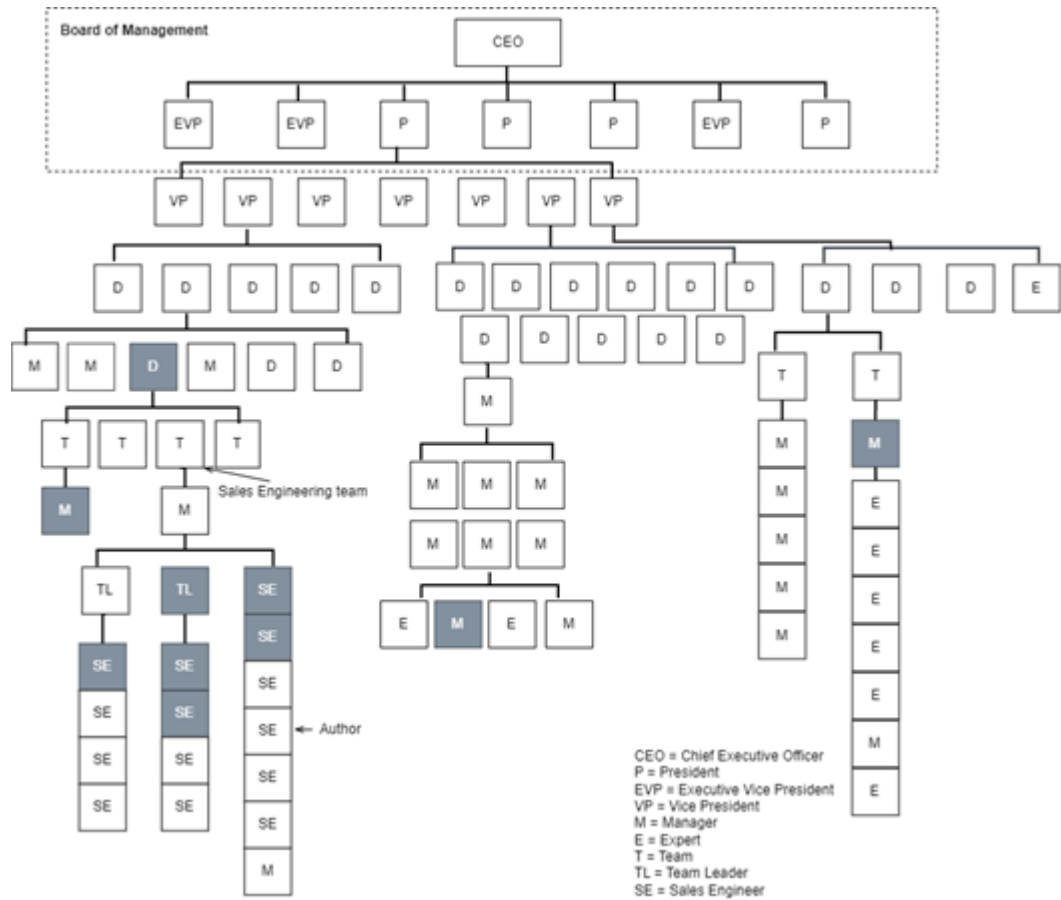 Board of Management
CEO
EVP EVP P P P EVP P
VP VP VP VP VP VP VP
D D D D D
D D D D D D
D D D E
D D D D D
M M D M D D
T T
M
T T T T
M M
Sales Engineering team
M M M M
M M M
E
M
M M M
E
TL TL SE
M
E
E M E M
SE
M
SE SE
E
SE
SE SE
M
SE
Author
SE SE
M
CEO = Chief Executive Officer
P = President
EVP = Executive Vice President
VP = Vice President
M = Manager
E = Expert
T = Team
TL = Team Leader
SE = Sales Engineer
SE
SE SE
E
SE
M